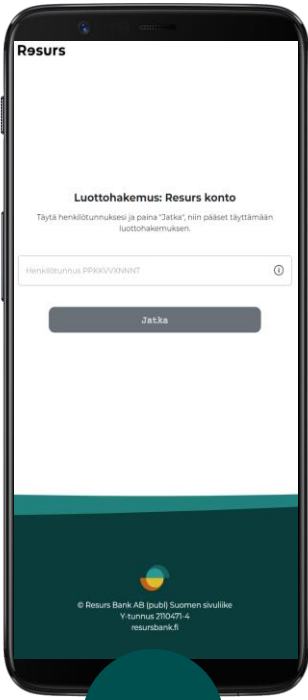 Resurs
Luottohakemus: Resurs konto
Täytä henkilötunnuksesi ja paina "Jatka", niin pääset täyttämään
luottohakemuksen.
Henkilötunnus PPKKVVXNNNT
Jatka
© Resurs Bank AB (publ) Suomen sivuliike
Y-tunnus 2110471-4
resursbank.fi